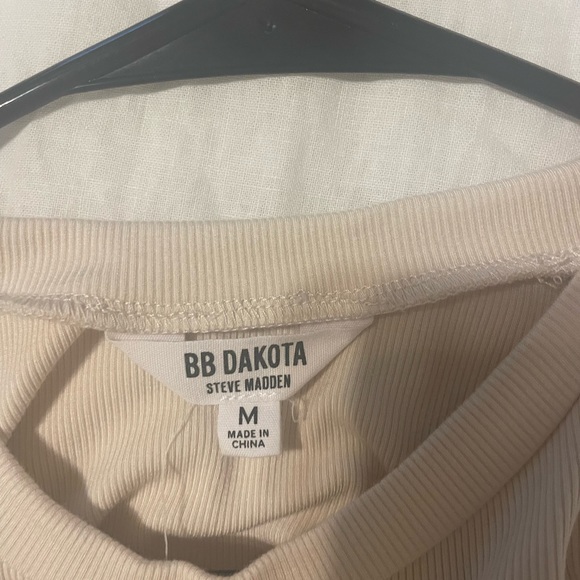 BB DAKOTA
STEVE MADDEN
M
MADE IN
CHINA